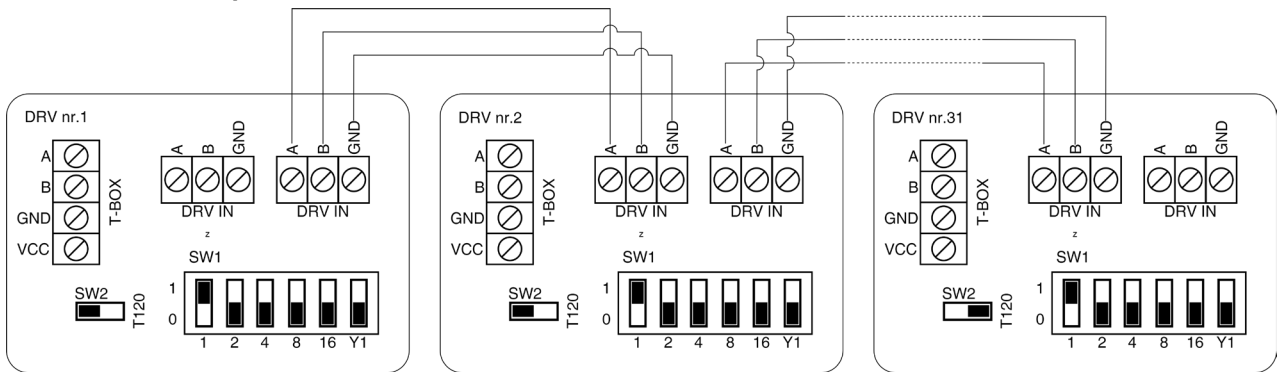 DRV nr.1
A
B
GND
VCC
T-BOX
A B GND
A B GND
DRV IN
DRV IN
z
SW1
SW2
T120
1
0
1 2 4 8 16 Y1
DRV nr.2
A
B
GND
VCC
T-BOX
A B GND
A B GND
DRV IN
DRV IN
z
SW1
SW2
T120
1
0
1 2 4 8 16 Y1
DRV nr.31
A
B
GND
VCC
T-BOX
A B GND
A B GND
DRV IN
DRV IN
z
SW1
SW2
T120
1
0
1 2 4 8 16 Y1